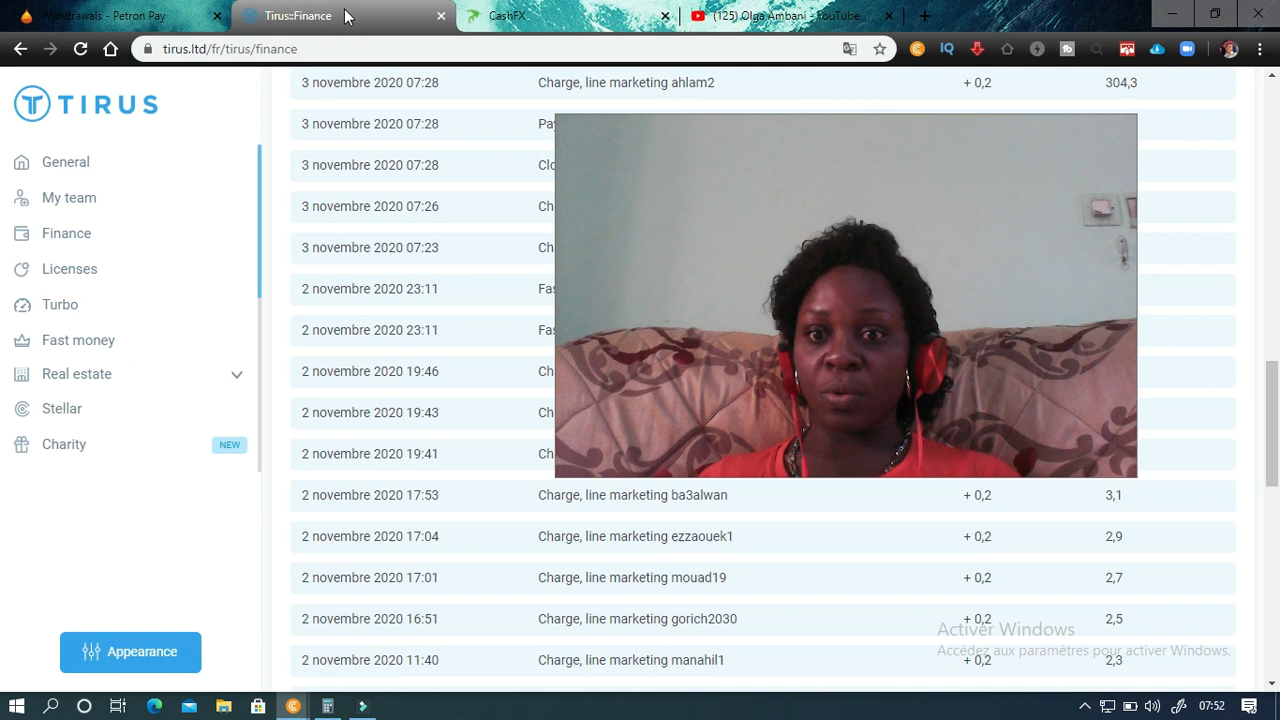 Withdrawals - Petron Pay
Tirus::Finance
CashFX
(125) Olga Ambani - YouTube
tirus.ltd/fr/tirus/finance
TIRUS
General
My team
Finance
Licenses
Turbo
Fast money
Real estate
Stellar
Charity NEW
Appearance
3 novembre 2020 07:28 Charge, line marketing ahlam2 + 0,2 304,3
3 novembre 2020 07:28 Pay
3 novembre 2020 07:28 Clo
3 novembre 2020 07:26 Ch
3 novembre 2020 07:23 Ch
2 novembre 2020 23:11 Fas
2 novembre 2020 23:11 Fas
2 novembre 2020 19:46 Ch
2 novembre 2020 19:43 Ch
2 novembre 2020 19:41 Ch
2 novembre 2020 17:53 Charge, line marketing ba3alwan + 0,2 3,1
2 novembre 2020 17:04 Charge, line marketing ezzaouek1 + 0,2 2,9
2 novembre 2020 17:01 Charge, line marketing mouad19 + 0,2 2,7
2 novembre 2020 16:51 Charge, line marketing gorich2030 + 0,2 2,5
2 novembre 2020 11:40 Charge, line marketing manahil1 + 0,2 2,3
Activer Windows
Accédez aux paramètres pour activer Windows.
07:52